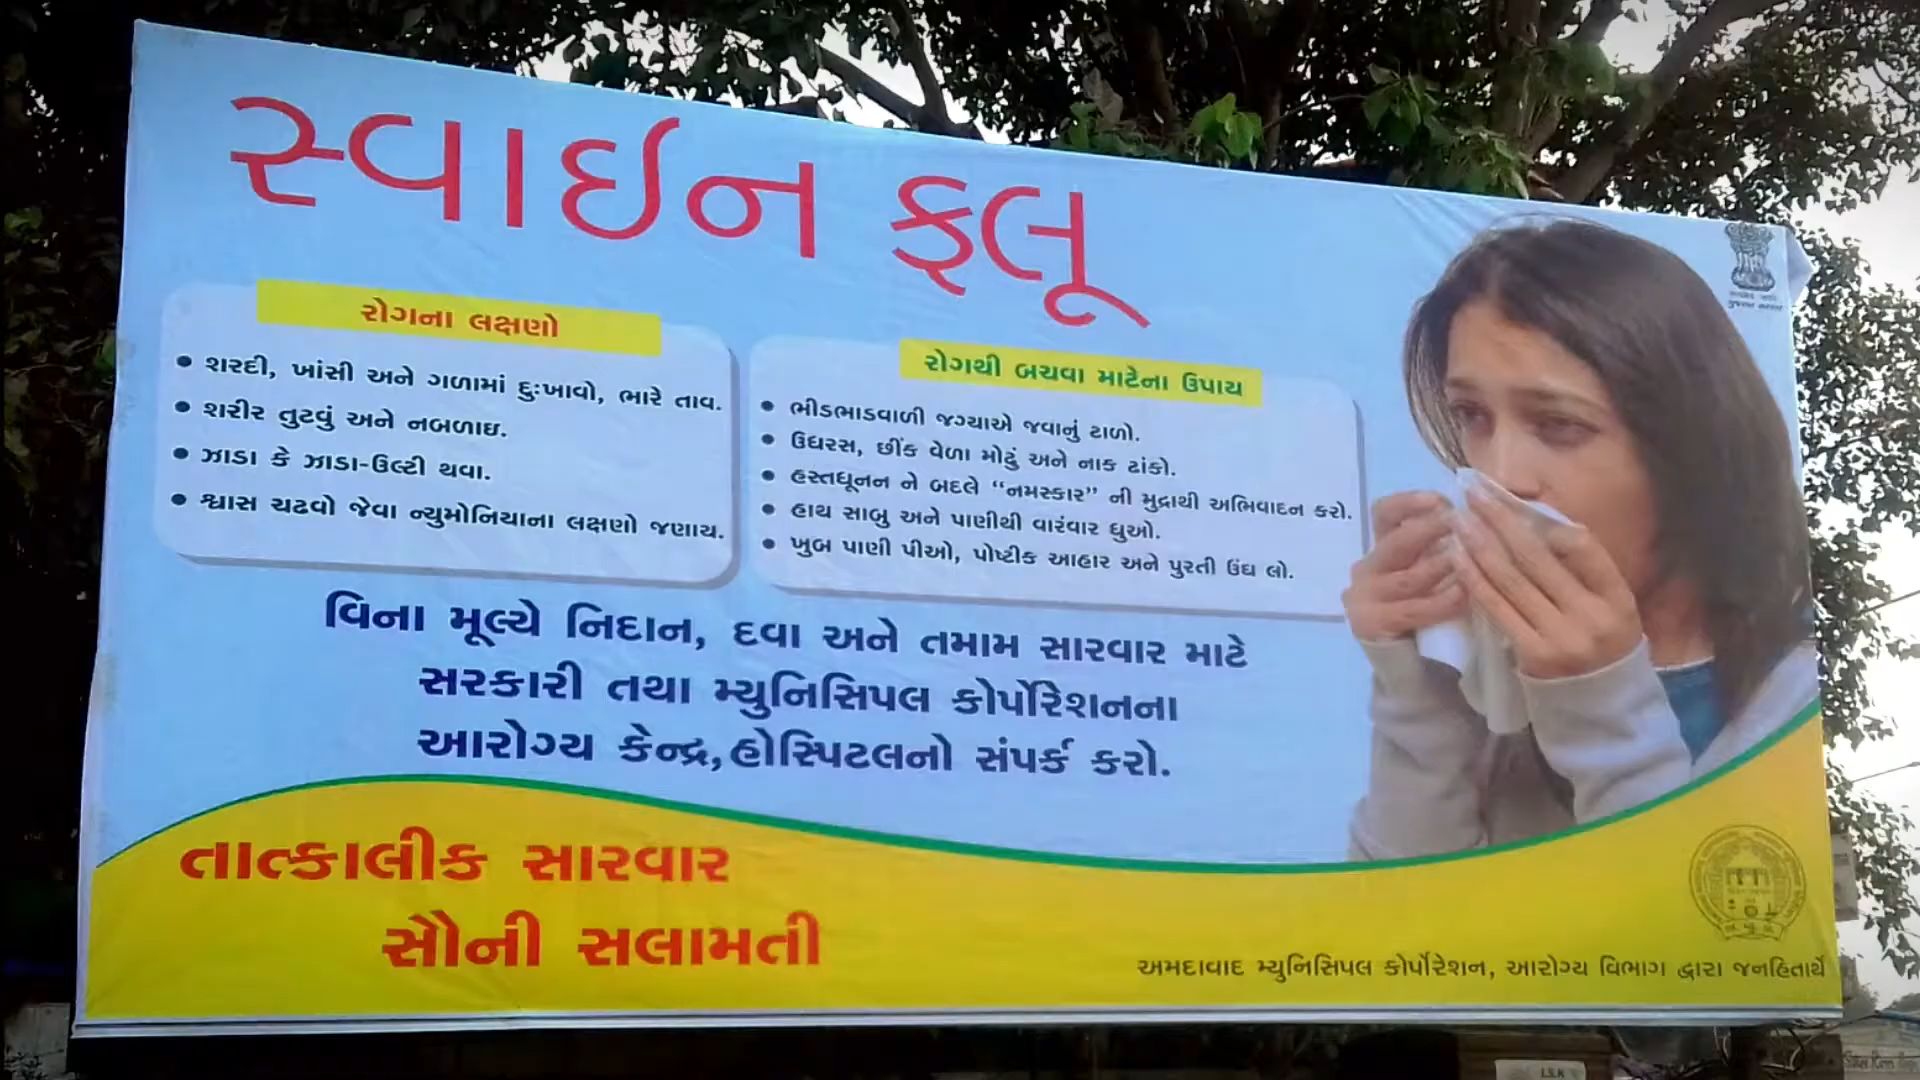 સ્વાઈન ફલૂ
રોગના લક્ષણો
શરદી, ખાંસી અને ગળામાં દુઃખાવો, ભારે તાવ.
શરીર તુટવું અને નબળાઇ.
ઝાડા કે ઝાડા-ઉલ્ટી થવા.
શ્વાસ ચઢવો જેવા ન્યુમોનિયાના લક્ષણો જણાય.
રોગથી બચવા માટેના ઉપાય
ભીડભાડવાળી જગ્યાએ જવાનું ટાળો.
ઉધરસ, છીંક વેળા મોઢું અને નાક ઢાંકો.
હસ્તધૂનન ને બદલે “નમસ્કાર” ની મુદ્રાથી અભિવાદન કરો.
હાથ સાબુ અને પાણીથી વારંવાર ધુઓ.
ખુબ પાણી પીઓ, પોષ્ટીક આહાર અને પુરતી ઉંઘ લો.
વિના મૂલ્યે નિદાન, દવા અને તમામ સારવાર માટે
સરકારી તથા મ્યુનિસિપલ કોર્પોરેશનના
આરોગ્ય કેન્દ્ર,હોસ્પિટલનો સંપર્ક કરો.
તાત્કાલીક સારવાર
સૌની સલામતી
અમદાવાદ મ્યુનિસિપલ કોર્પોરેશન, આરોગ્ય વિભાગ દ્વારા જનહિતાર્થે